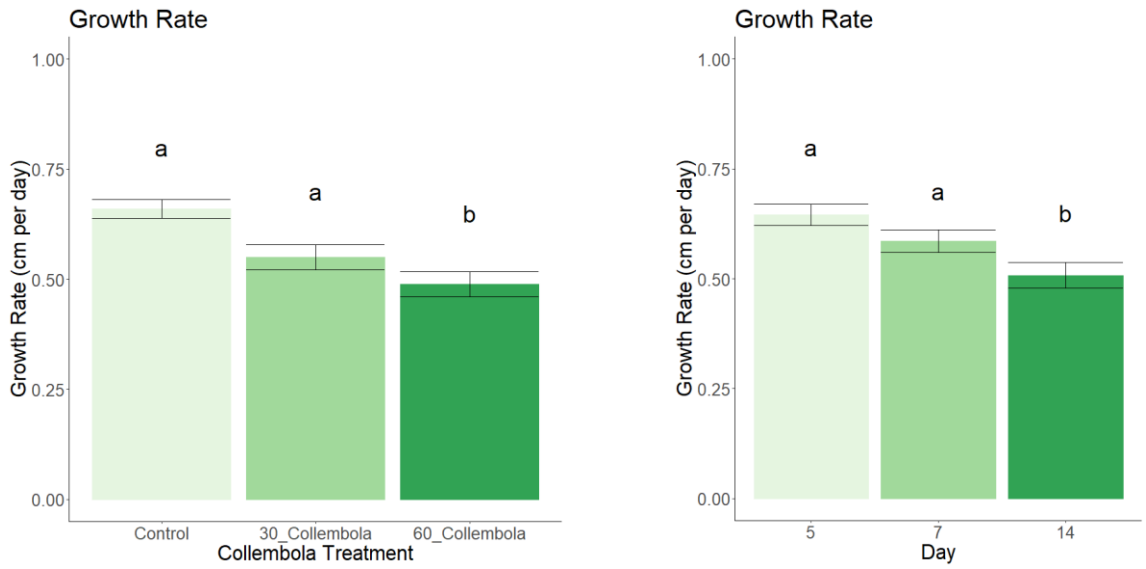 Growth Rate
1.00
0.75
0.50
0.25
0.00
Growth Rate (cm per day)
a
a
b
Control 30_Collembola 60_Collembola
Collembola Treatment
Growth Rate
1.00
0.75
0.50
0.25
0.00
Growth Rate (cm per day)
a
a
b
5 7 14
Day